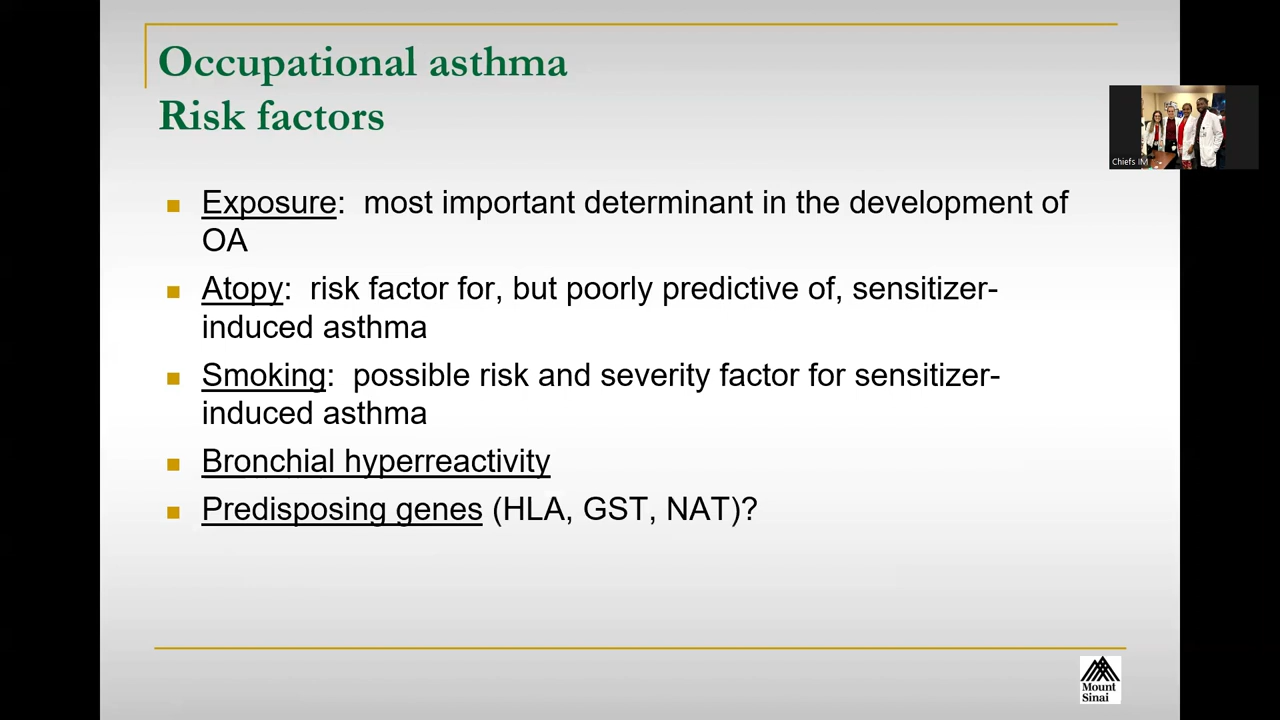 Occupational asthma
Risk factors
Exposure: most important determinant in the development of
OA
Atopy: risk factor for, but poorly predictive of, sensitizer-
induced asthma
Smoking: possible risk and severity factor for sensitizer-
induced asthma
Bronchial hyperreactivity
Predisposing genes (HLA, GST, NAT)?
Chiefs IM
Mount
Sinai